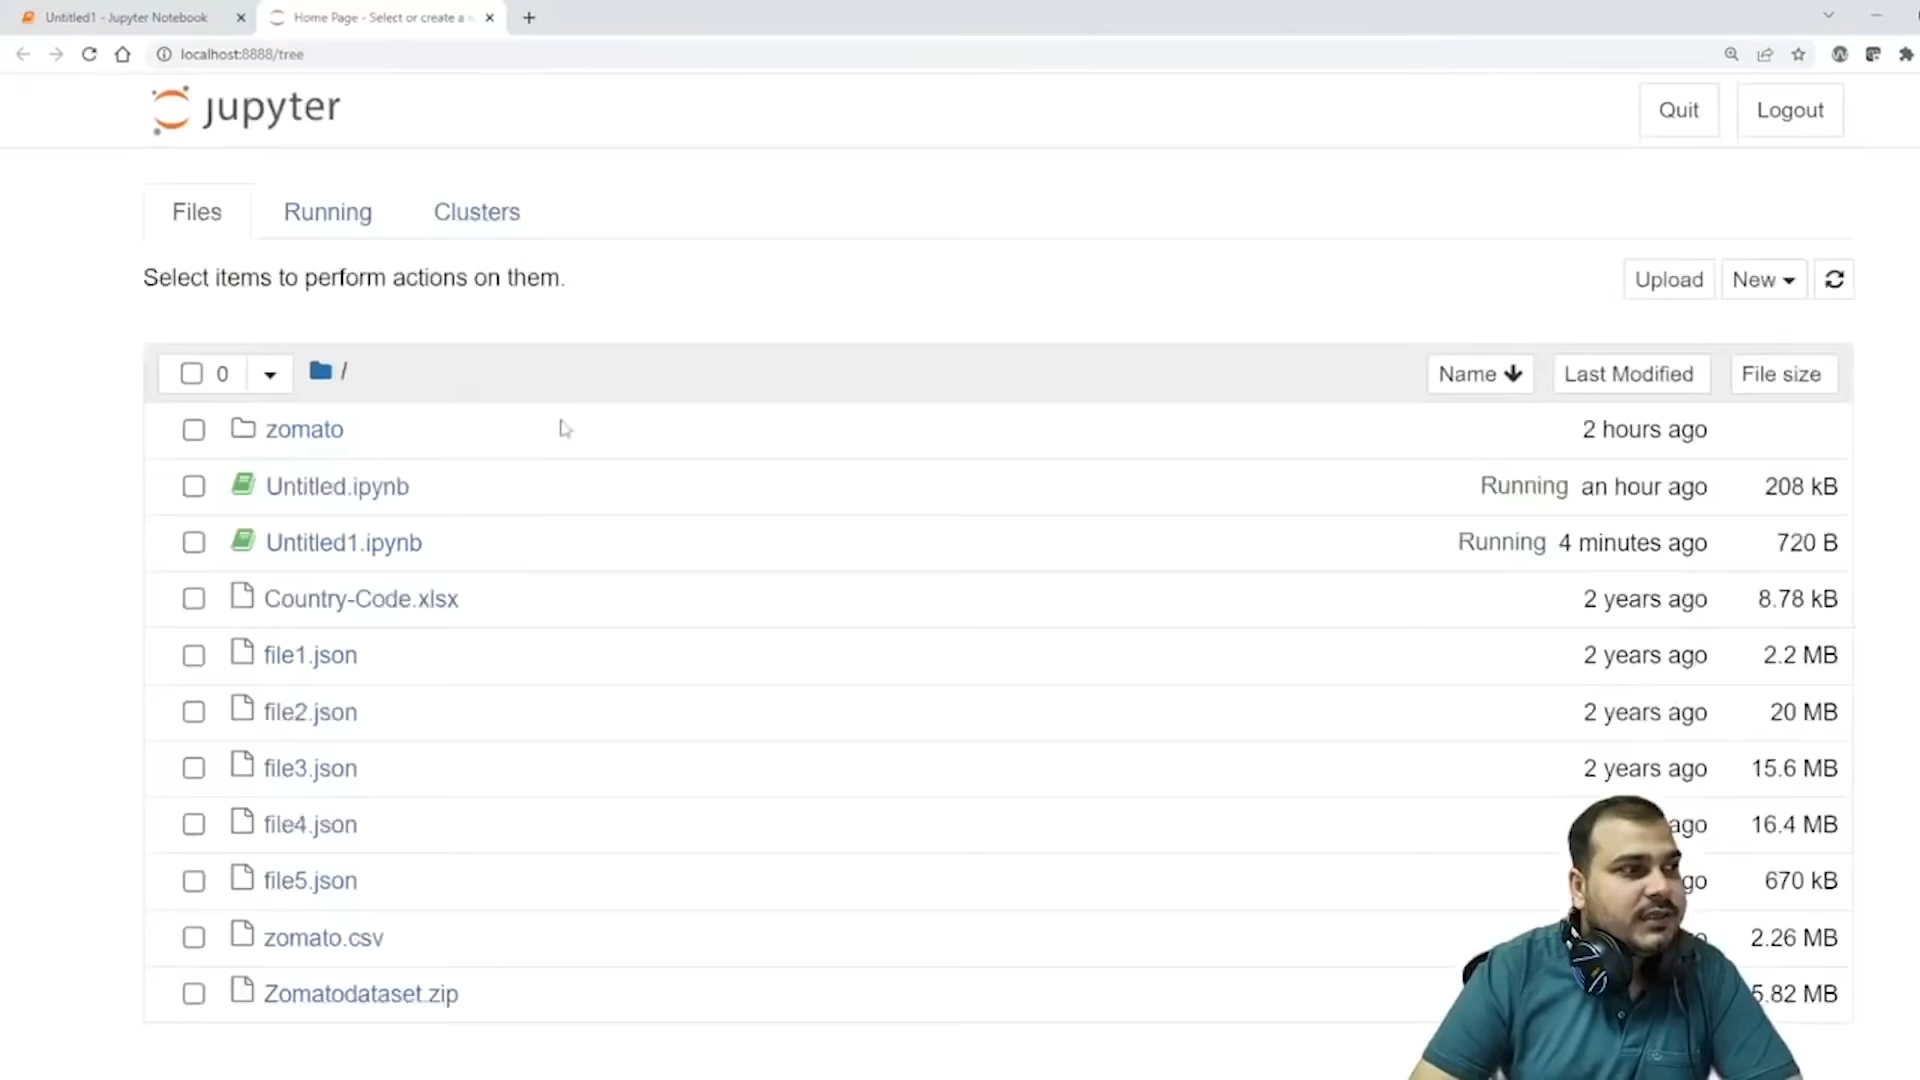 Untitled1 - Jupyter Notebook
Home Page - Select or create a
localhost:8888/tree
jupyter
Quit
Logout
Files
Running
Clusters
Select items to perform actions on them.
Upload
New
0
/
Name
Last Modified
File size
zomato
2 hours ago
Untitled.ipynb
Running an hour ago
208 kB
Untitled1.ipynb
Running 4 minutes ago
720 B
Country-Code.xlsx
2 years ago
8.78 kB
file1.json
2 years ago
2.2 MB
file2.json
2 years ago
20 MB
file3.json
2 years ago
15.6 MB
file4.json
ago
16.4 MB
file5.json
go
670 kB
zomato.csv
2.26 MB
Zomatodataset.zip
5.82 MB